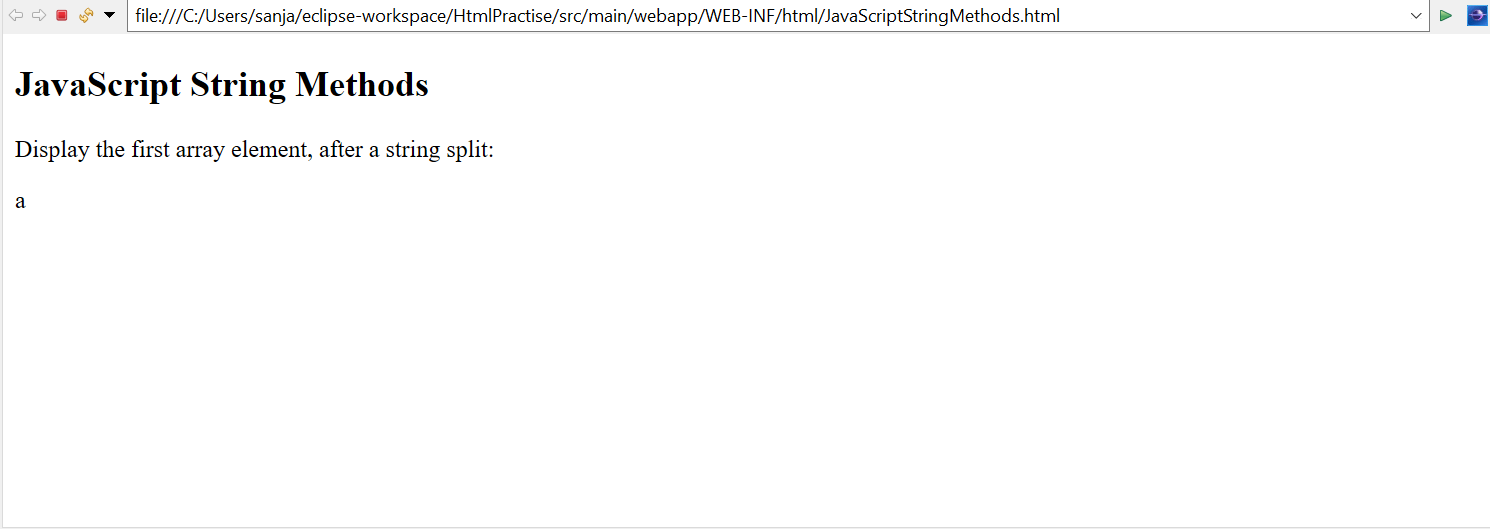 file:///C:/Users/sanja/eclipse-workspace/HtmlPractise/src/main/webapp/WEB-INF/html/JavaScriptStringMethods.html
JavaScript String Methods
Display the first array element, after a string split:
a